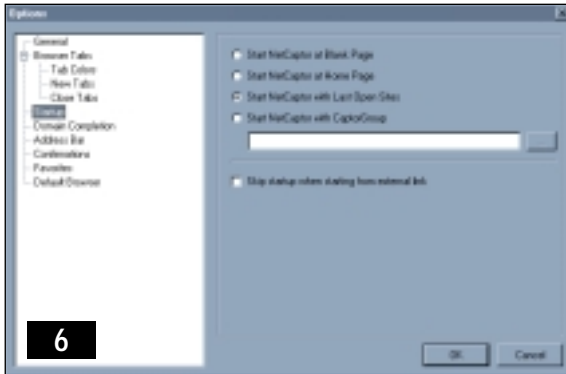 Options
General
Browser Tabs
Tab Colors
New Tabs
Close Tabs
Startup
Domain Completion
Address Bar
Confirmations
Favorites
Default Browser
Start NetCaptor at Blank Page
Start NetCaptor at Home Page
Start NetCaptor with Last Open Sites
Start NetCaptor with CaptorGroup
...
Skip startup when starting from external link
6
OK
Cancel